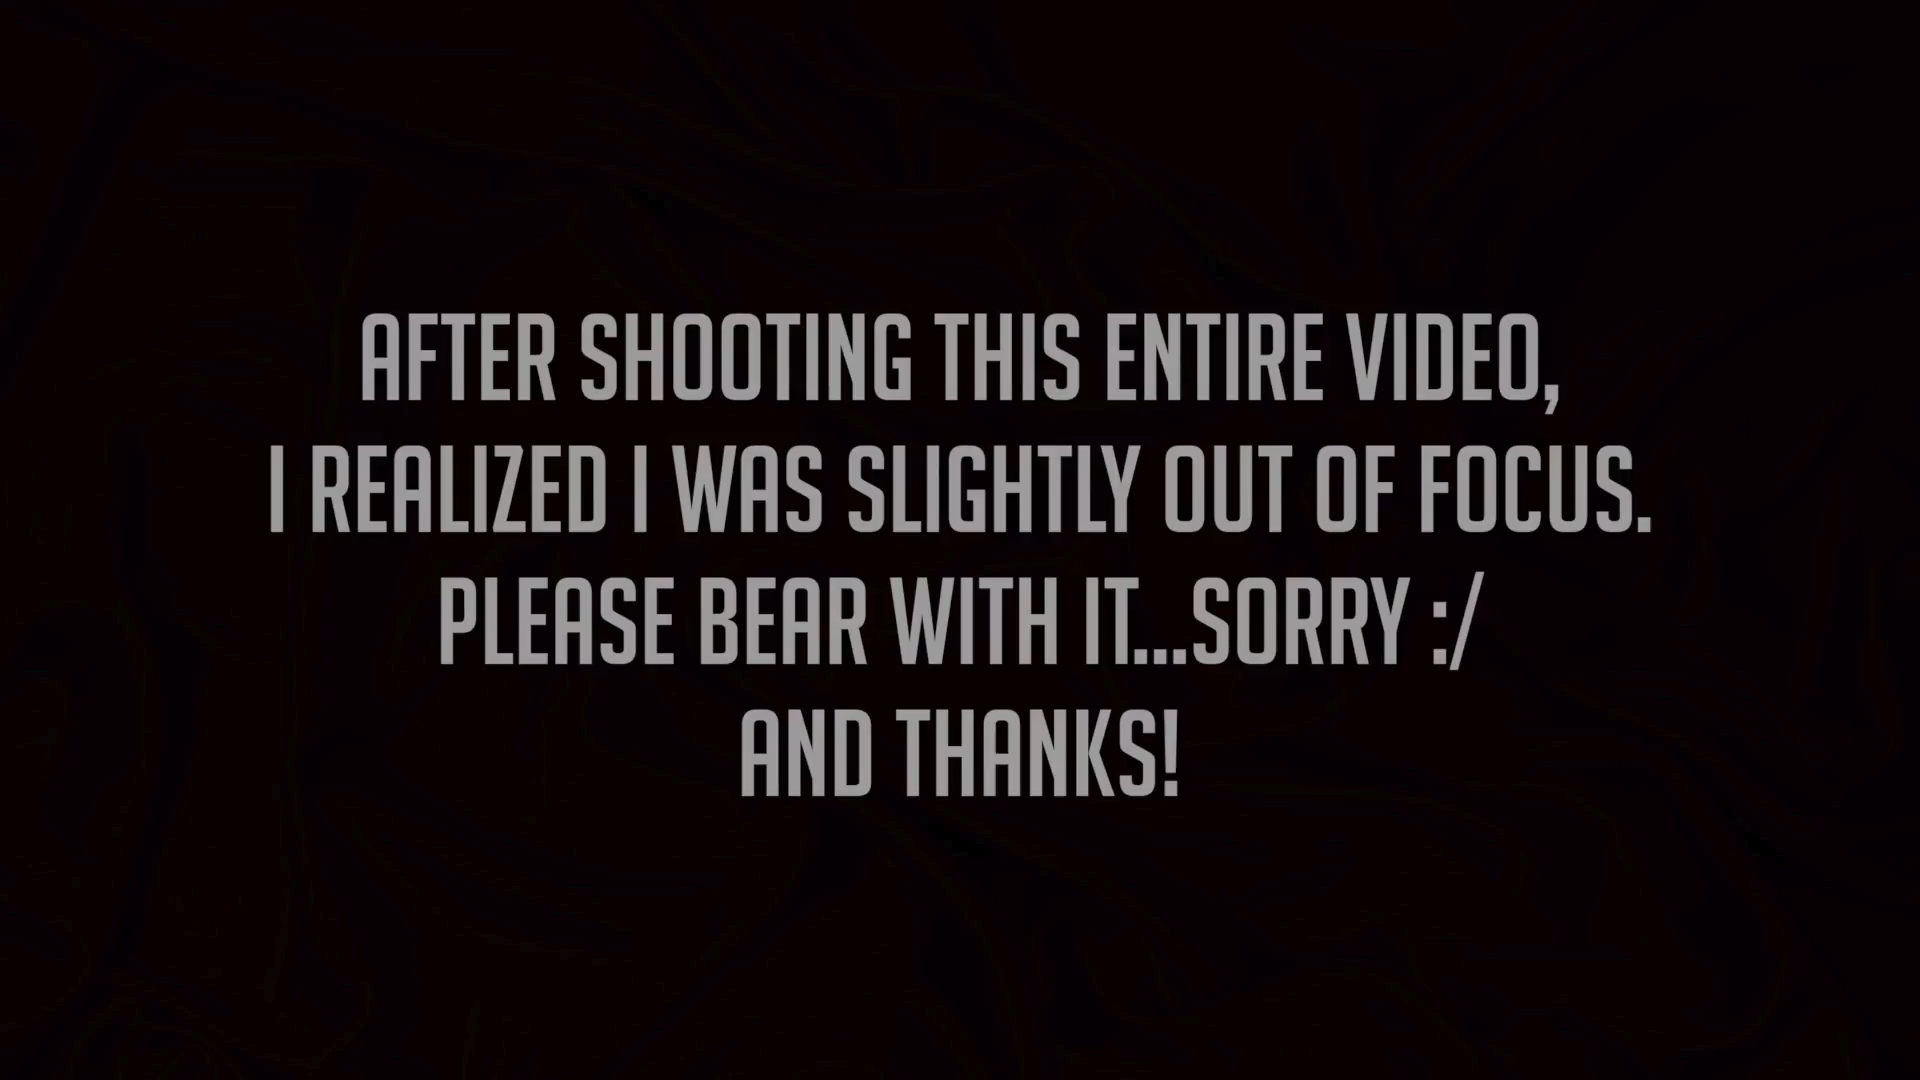 AFTER SHOOTING THIS ENTIRE VIDEO,
I REALIZED I WAS SLIGHTLY OUT OF FOCUS.
PLEASE BEAR WITH IT...SORRY :/
AND THANKS!